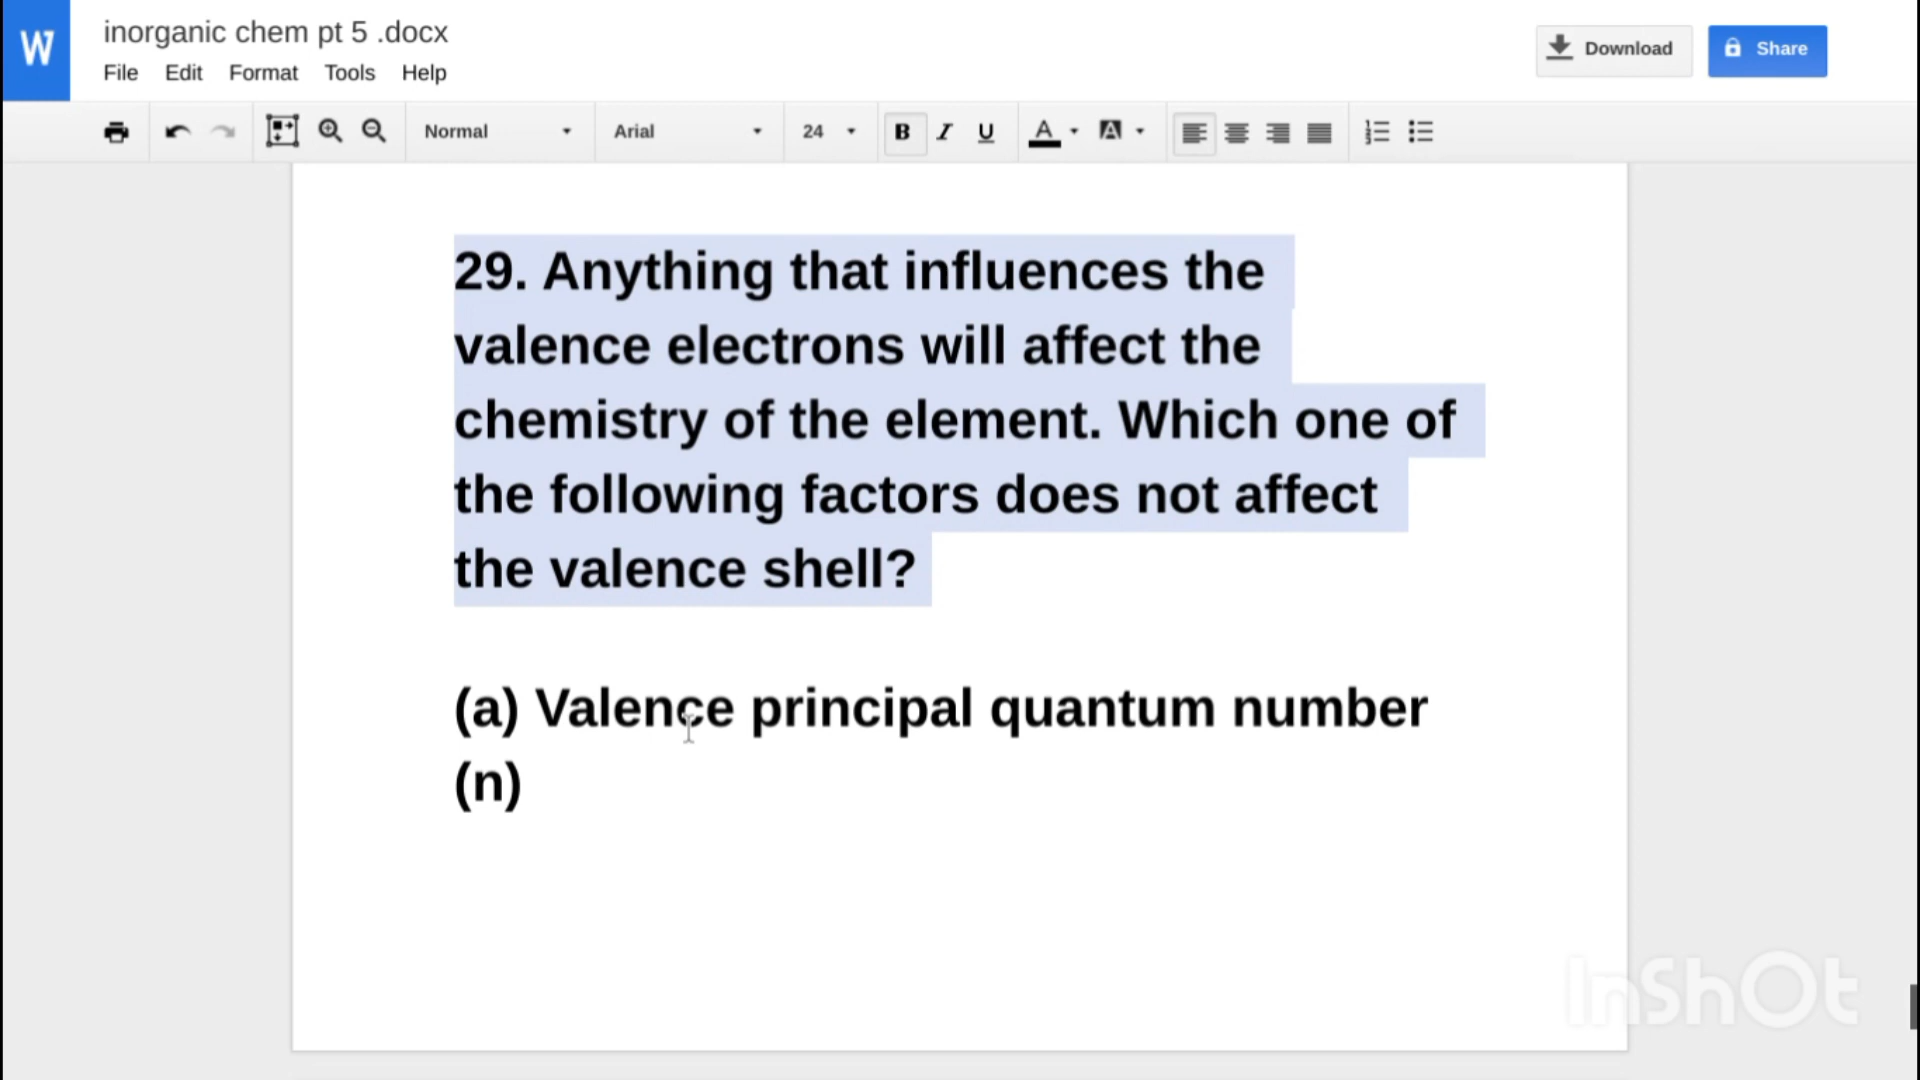 W
inorganic chem pt 5 .docx
File Edit Format Tools Help
Download
Share
Normal
Arial
24
B I U A A
29. Anything that influences the
valence electrons will affect the
chemistry of the element. Which one of
the following factors does not affect
the valence shell?
(a) Valence principal quantum number
(n)
InShOt